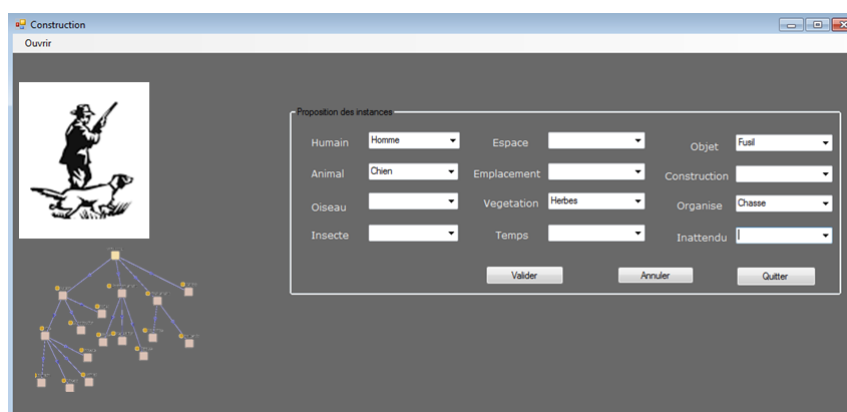 Construction
Ouvrir
Proposition des instances
Humain Homme Espace Objet Fusil
Animal Chien Emplacement Construction
Oiseau Vegetation Herbes Organise Chasse
Insecte Temps Inattendu
Valider Annuler Quitter